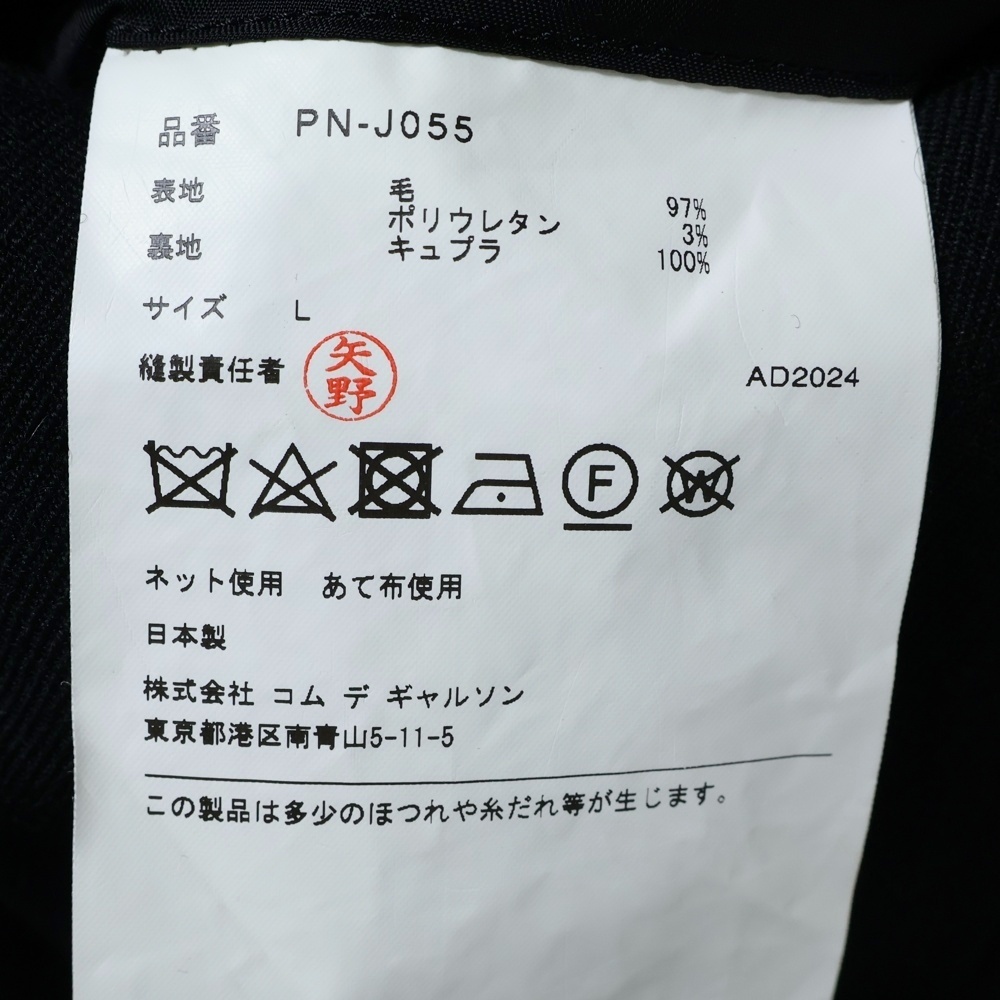 品番 PN-J055
表地 毛 97%
ポリウレタン 3%
裏地 キュプラ 100%
サイズ L
縫製責任者 矢野 AD2024
F W
ネット使用 あて布使用
日本製
株式会社 コム デ ギャルソン
東京都港区南青山5-11-5
この製品は多少のほつれや糸だれ等が生じます。